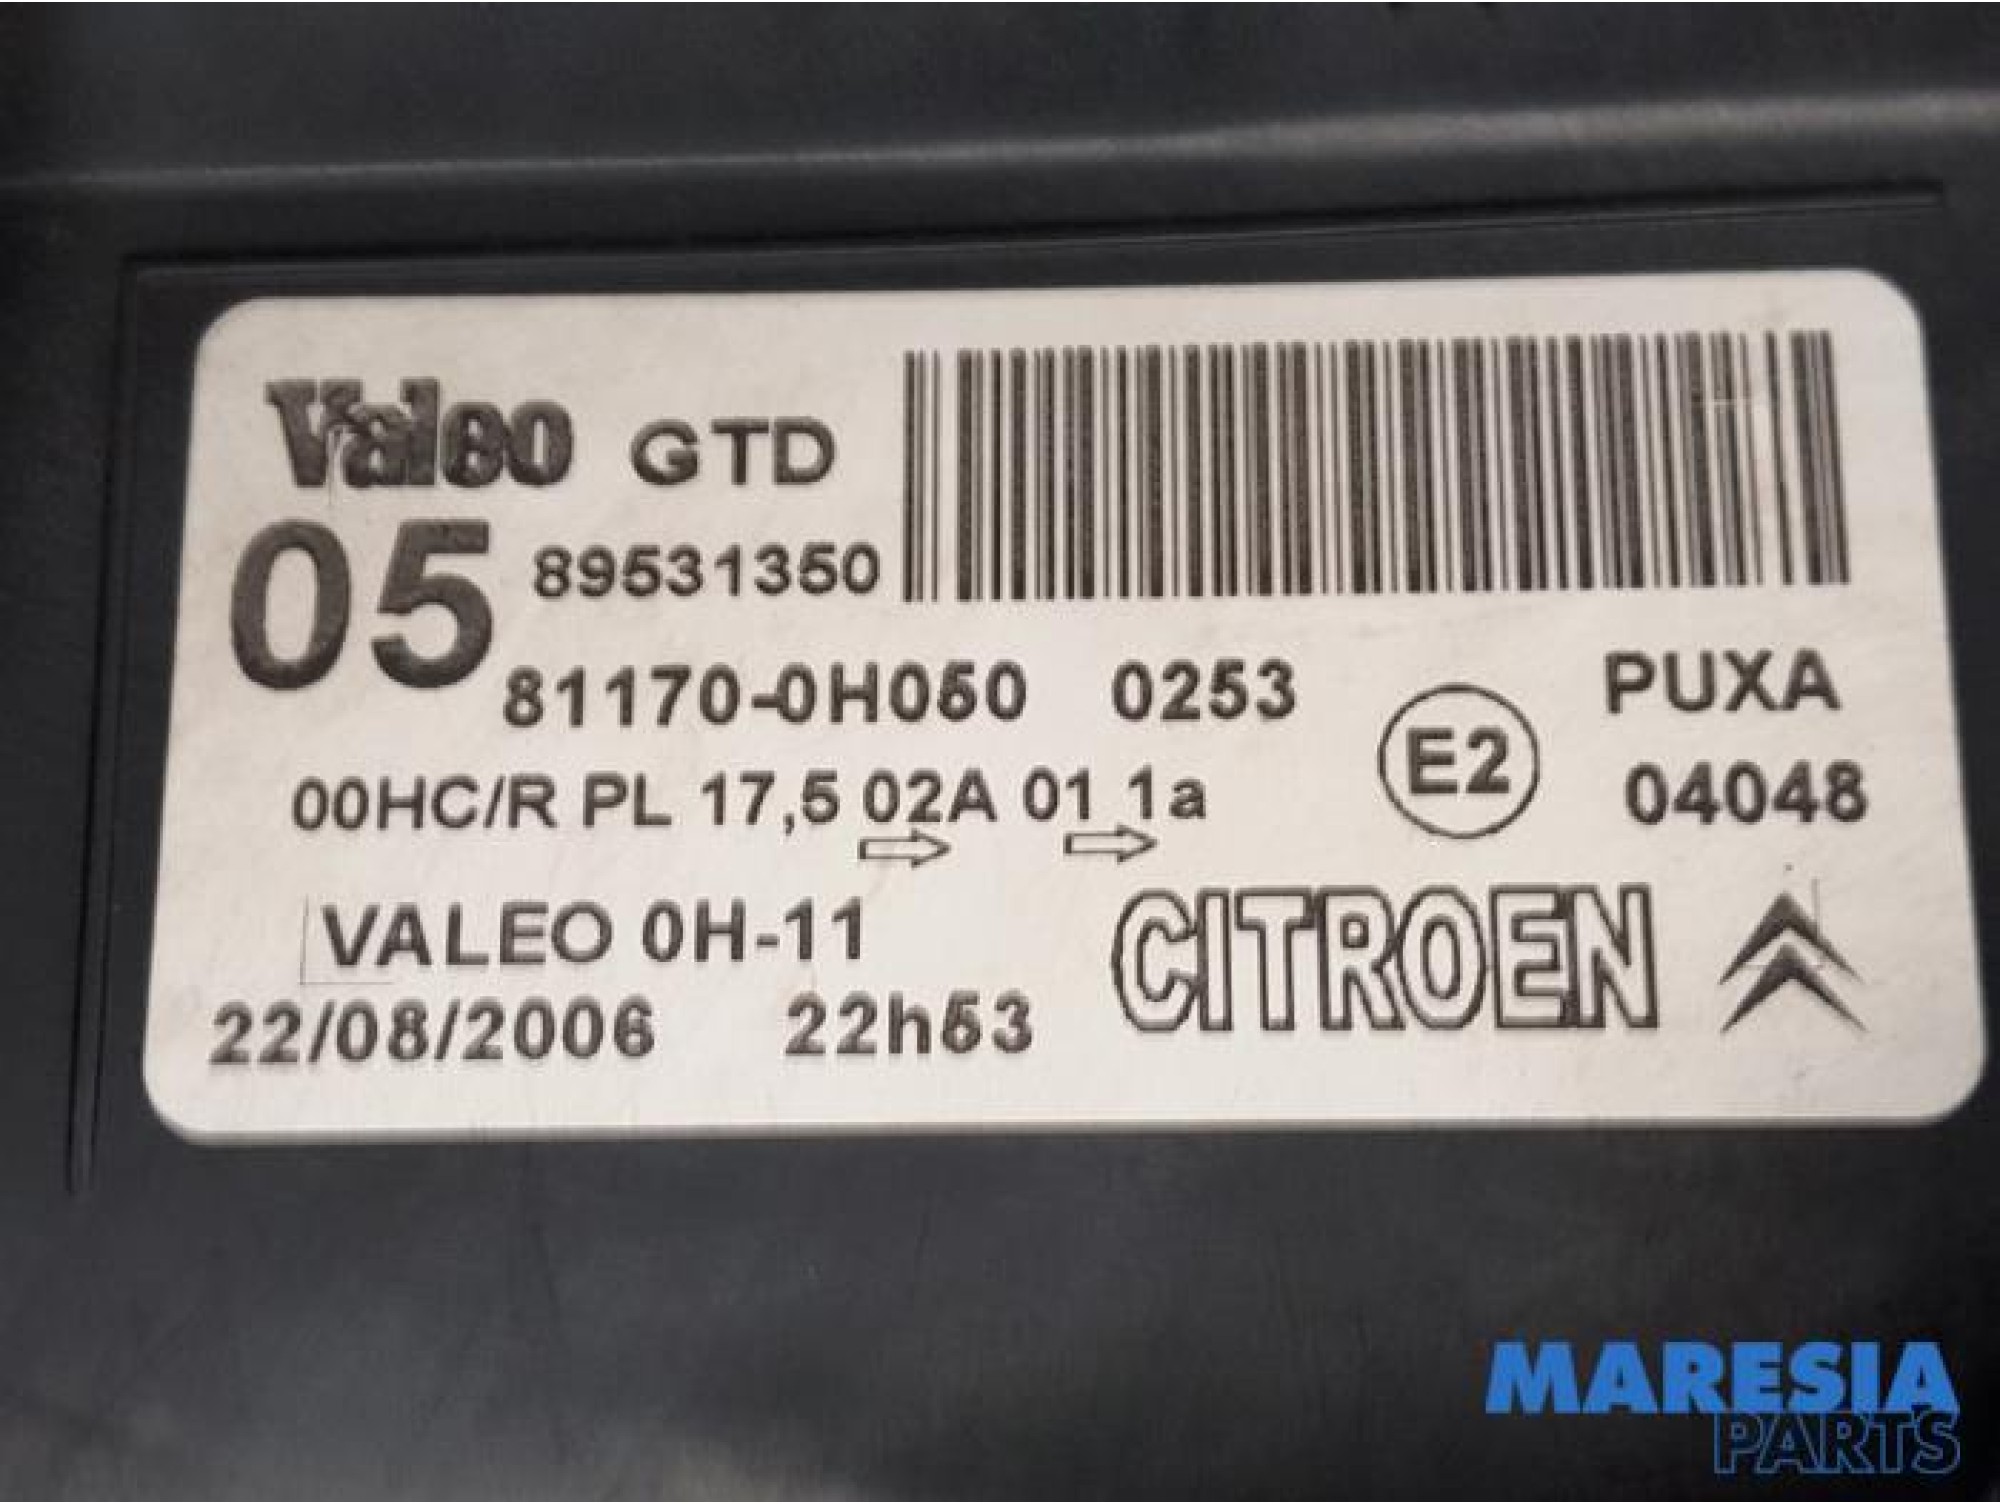 Valeo GTD
05 89531350
81170-0H050 0253 PUXA
00HC/R PL 17,5 02A 01 1a E2 04048
VALEO 0H-11 CITROEN
22/08/2006 22h53
MARESIA
PARTS